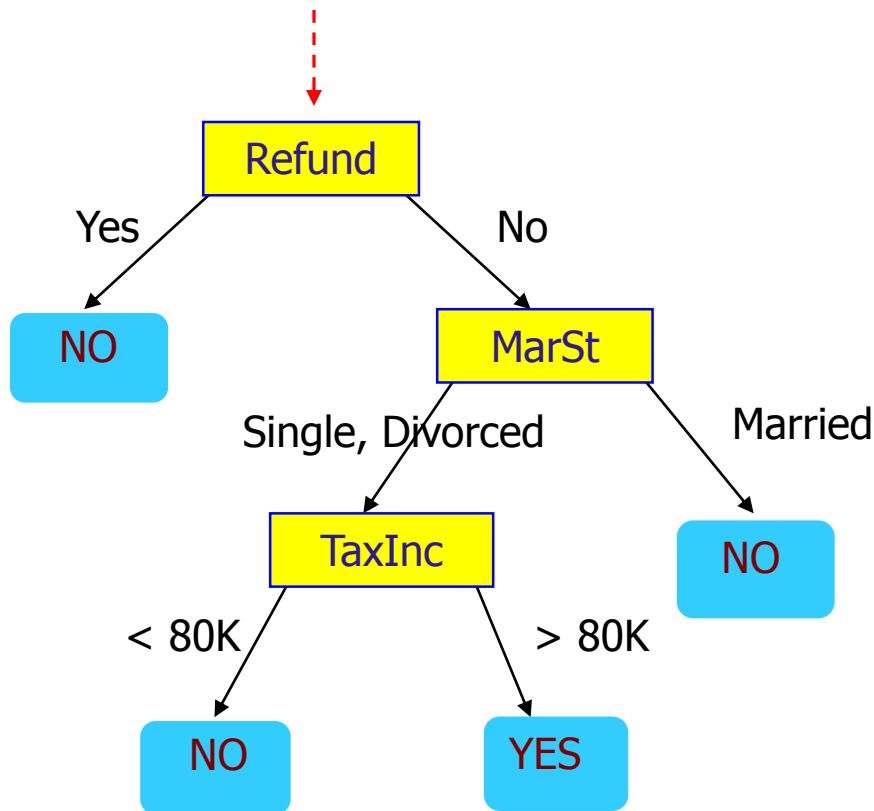 Refund
Yes
No
NO
MarSt
Single, Divorced
Married
TaxInc
NO
< 80K
> 80K
NO
YES